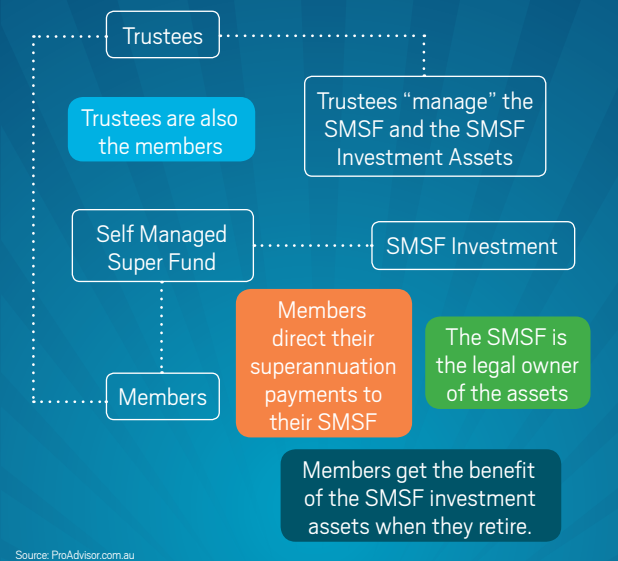 Trustees
Trustees are also
the members
Trustees “manage” the
SMSF and the SMSF
Investment Assets
Self Managed
Super Fund
SMSF Investment
Members
direct their
superannuation
payments to
their SMSF
The SMSF is
the legal owner
of the assets
Members
Members get the benefit
of the SMSF investment
assets when they retire.
Source: ProAdvisor.com.au